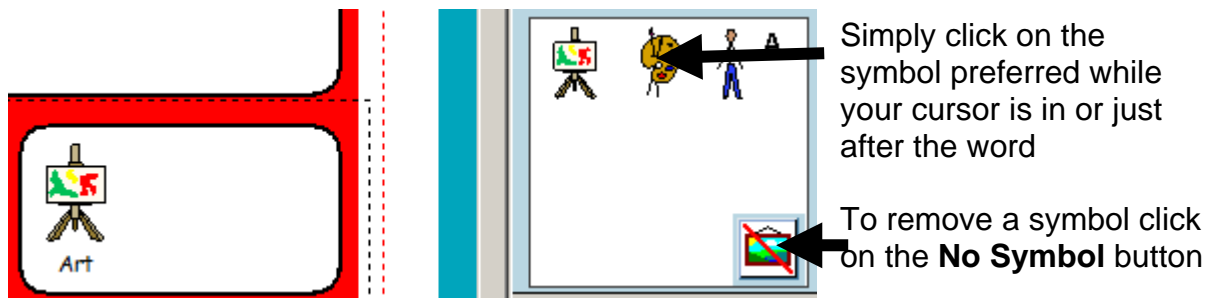 Art
Simply click on the
symbol preferred while
your cursor is in or just
after the word
To remove a symbol click
on the No Symbol button